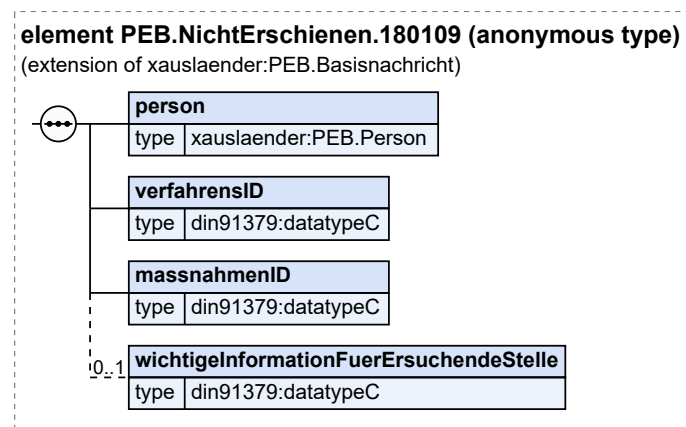 element PEB.NichtErschienen.180109 (anonymous type)
(extension of xauslaender:PEB.Basisnachricht)
person
type xauslaender:PEB.Person
verfahrensID
type din91379:datatypeC
massnahmenID
type din91379:datatypeC
0..1 wichtigeInformationFuerErsuchendeStelle
type din91379:datatypeC